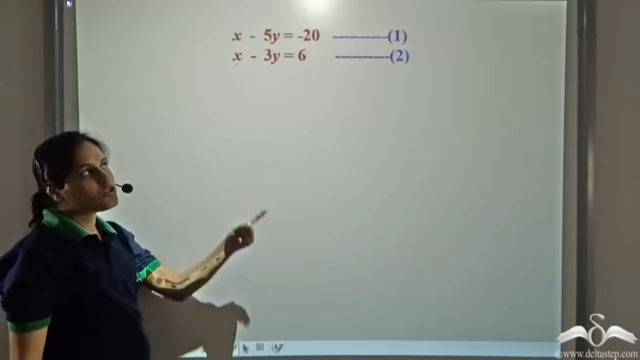 x - 5y = -20 ----------(1)
x - 3y = 6 ----------(2)
©www.deltastep.com